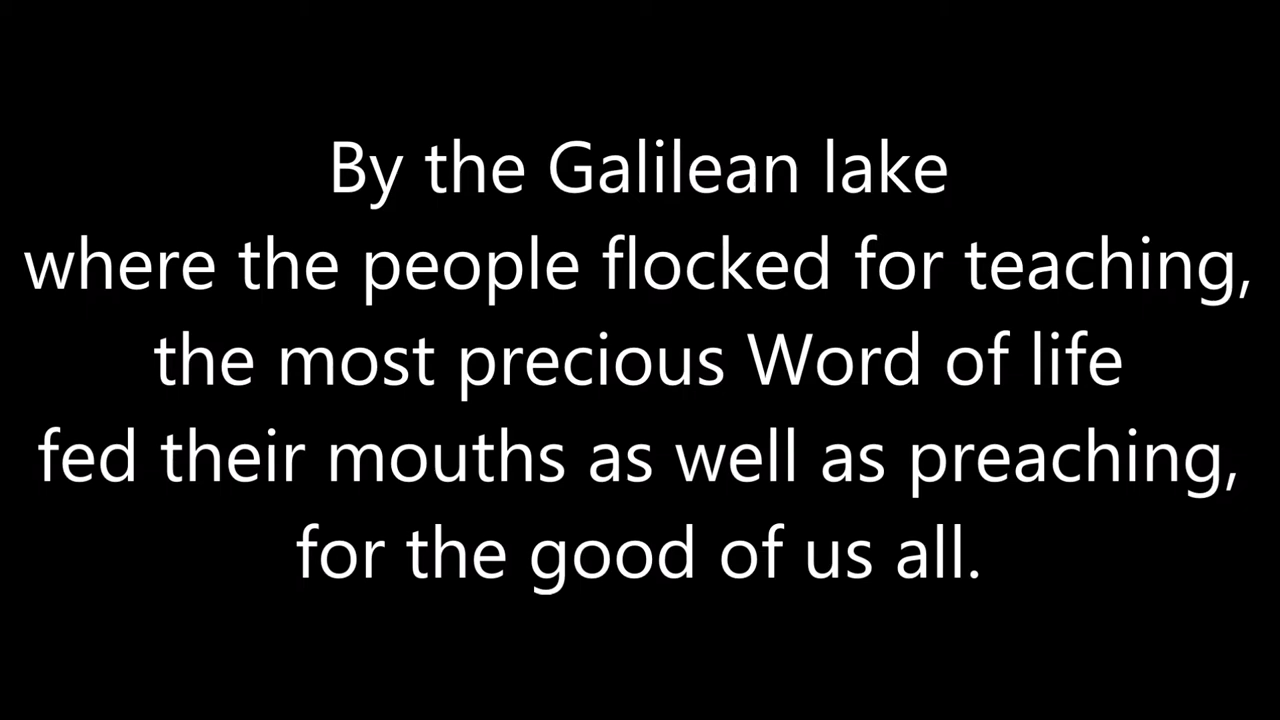 By the Galilean lake
where the people flocked for teaching,
the most precious Word of life
fed their mouths as well as preaching,
for the good of us all.